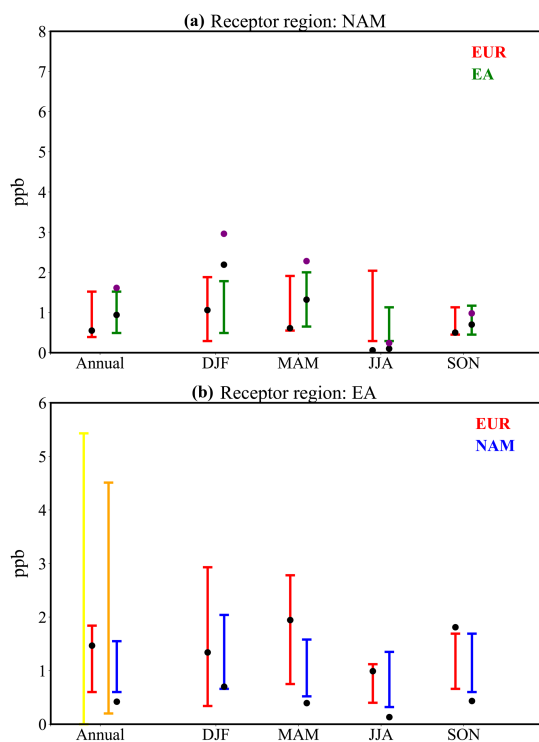 (a) Receptor region: NAM
8
7
6
5
4
3
2
1
0
ppb
EUR
EA
Annual DJF MAM JJA SON
(b) Receptor region: EA
6
5
4
3
2
1
0
ppb
EUR
NAM
Annual DJF MAM JJA SON